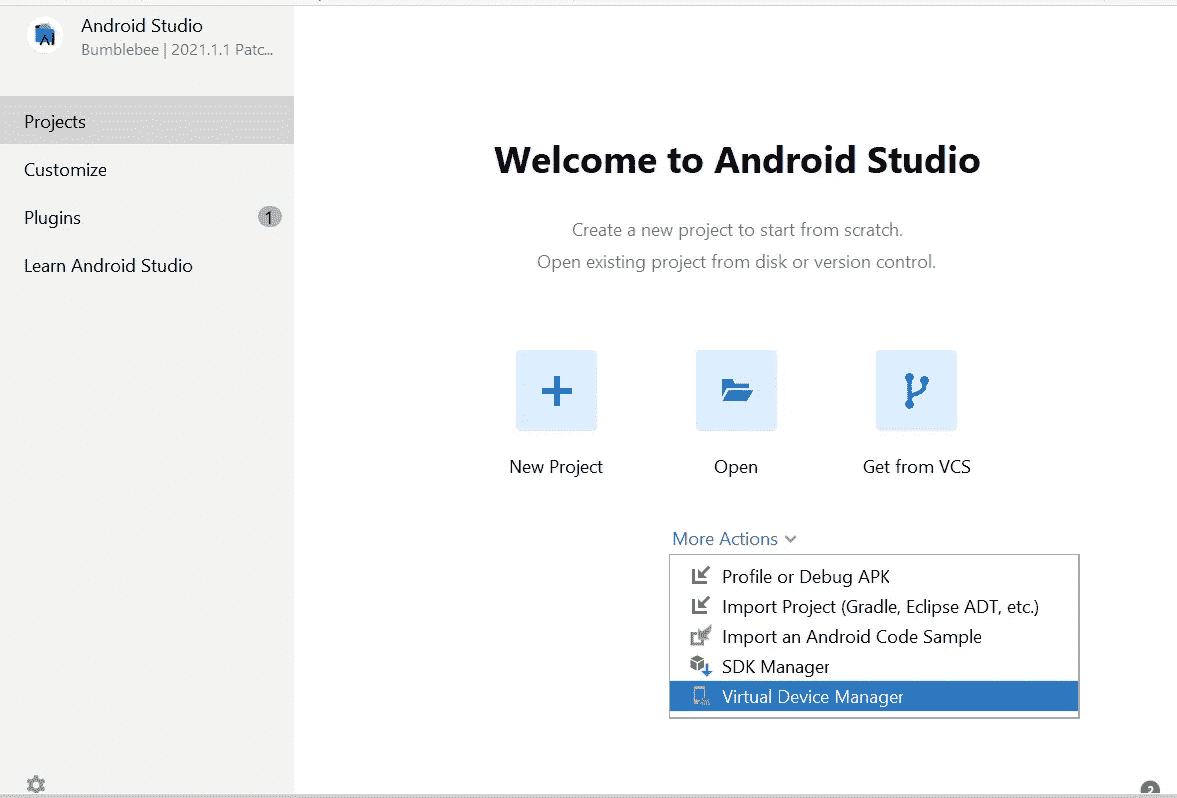 Android Studio
Bumblebee | 2021.1.1 Patc...
Projects
Customize
Plugins
1
Learn Android Studio
Welcome to Android Studio
Create a new project to start from scratch.
Open existing project from disk or version control.
New Project
Open
Get from VCS
More Actions
Profile or Debug APK
Import Project (Gradle, Eclipse ADT, etc.)
Import an Android Code Sample
SDK Manager
Virtual Device Manager
?